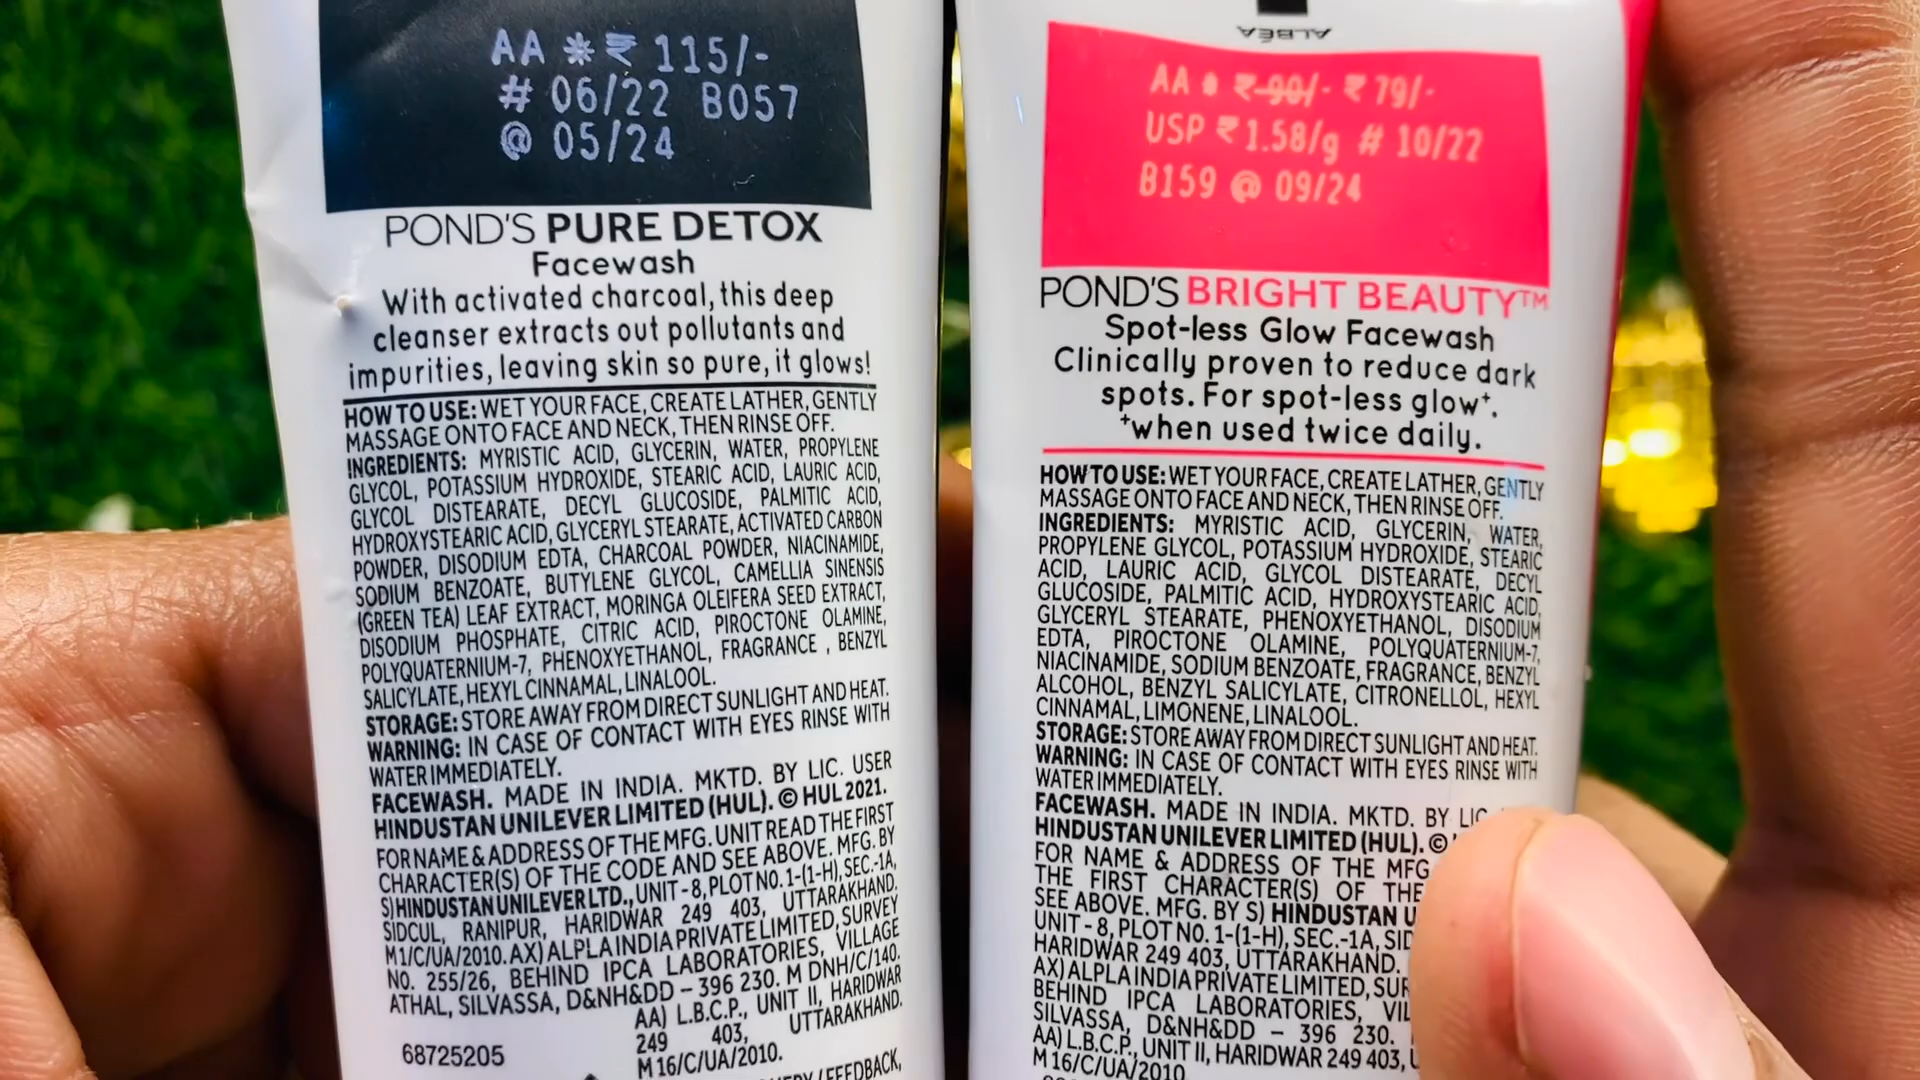 AA ✵ ₹ 115/-
# 06/22 B057
@ 05/24
POND'S PURE DETOX
Facewash
With activated charcoal, this deep
cleanser extracts out pollutants and
impurities, leaving skin so pure, it glows!
HOW TO USE: WET YOUR FACE, CREATE LATHER, GENTLY
MASSAGE ONTO FACE AND NECK, THEN RINSE OFF.
INGREDIENTS: MYRISTIC ACID, GLYCERIN, WATER, PROPYLENE
GLYCOL, POTASSIUM HYDROXIDE, STEARIC ACID, LAURIC ACID,
GLYCOL DISTEARATE, DECYL GLUCOSIDE, PALMITIC ACID,
HYDROXYSTEARIC ACID, GLYCERYL STEARATE, ACTIVATED CARBON
POWDER, DISODIUM EDTA, CHARCOAL POWDER, NIACINAMIDE,
SODIUM BENZOATE, BUTYLENE GLYCOL, CAMELLIA SINENSIS
(GREEN TEA) LEAF EXTRACT, MORINGA OLEIFERA SEED EXTRACT,
DISODIUM PHOSPHATE, CITRIC ACID, PIROCTONE OLAMINE,
POLYQUATERNIUM-7, PHENOXYETHANOL, FRAGRANCE , BENZYL
SALICYLATE, HEXYL CINNAMAL, LINALOOL.
STORAGE: STORE AWAY FROM DIRECT SUNLIGHT AND HEAT.
WARNING: IN CASE OF CONTACT WITH EYES RINSE WITH
WATER IMMEDIATELY.
FACEWASH. MADE IN INDIA. MKTD. BY LIC. USER
HINDUSTAN UNILEVER LIMITED (HUL). © HUL 2021.
FOR NAME & ADDRESS OF THE MFG. UNIT READ THE FIRST
CHARACTER(S) OF THE CODE AND SEE ABOVE. MFG. BY
S) HINDUSTAN UNILEVER LTD., UNIT - 8, PLOT N0. 1-(1-H), SEC.-1A,
SIDCUL, RANIPUR, HARIDWAR 249 403, UTTARAKHAND.
M1/C/UA/2010. AX) ALPLA INDIA PRIVATE LIMITED, SURVEY
NO. 255/26, BEHIND IPCA LABORATORIES, VILLAGE
ATHAL, SILVASSA, D&NH&DD – 396 230. M DNH/C/140.
AA) L.B.C.P., UNIT II, HARIDWAR
249 403, UTTARAKHAND.
M 16/C/UA/2010.
68725205
FEEDBACK,
ALBÉA
AA ₹ 90/- ₹ 79/-
USP ₹ 1.58/g # 10/22
B159 @ 09/24
POND'S BRIGHT BEAUTY™
Spot-less Glow Facewash
Clinically proven to reduce dark
spots. For spot-less glow⁺.
⁺when used twice daily.
HOW TO USE: WET YOUR FACE, CREATE LATHER, GENTLY
MASSAGE ONTO FACE AND NECK, THEN RINSE OFF.
INGREDIENTS: MYRISTIC ACID, GLYCERIN, WATER,
PROPYLENE GLYCOL, POTASSIUM HYDROXIDE, STEARIC
ACID, LAURIC ACID, GLYCOL DISTEARATE, DECYL
GLUCOSIDE, PALMITIC ACID, HYDROXYSTEARIC ACID,
GLYCERYL STEARATE, PHENOXYETHANOL, DISODIUM
EDTA, PIROCTONE OLAMINE, POLYQUATERNIUM-7,
NIACINAMIDE, SODIUM BENZOATE, FRAGRANCE, BENZYL
ALCOHOL, BENZYL SALICYLATE, CITRONELLOL, HEXYL
CINNAMAL, LIMONENE, LINALOOL.
STORAGE: STORE AWAY FROM DIRECT SUNLIGHT AND HEAT.
WARNING: IN CASE OF CONTACT WITH EYES RINSE WITH
WATER IMMEDIATELY.
FACEWASH. MADE IN INDIA. MKTD. BY LIC.
HINDUSTAN UNILEVER LIMITED (HUL). ©
FOR NAME & ADDRESS OF THE MFG
THE FIRST CHARACTER(S) OF THE
SEE ABOVE. MFG. BY S) HINDUSTAN
UNIT - 8, PLOT N0. 1-(1-H), SEC.-1A,
HARIDWAR 249 403, UTTARAKHAND.
AX) ALPLA INDIA PRIVATE LIMITED,
BEHIND IPCA LABORATORIES,
SILVASSA, D&NH&DD – 396 230.
AA) L.B.C.P., UNIT II, HARIDWAR 249 403,
M 16/C/UA/2010